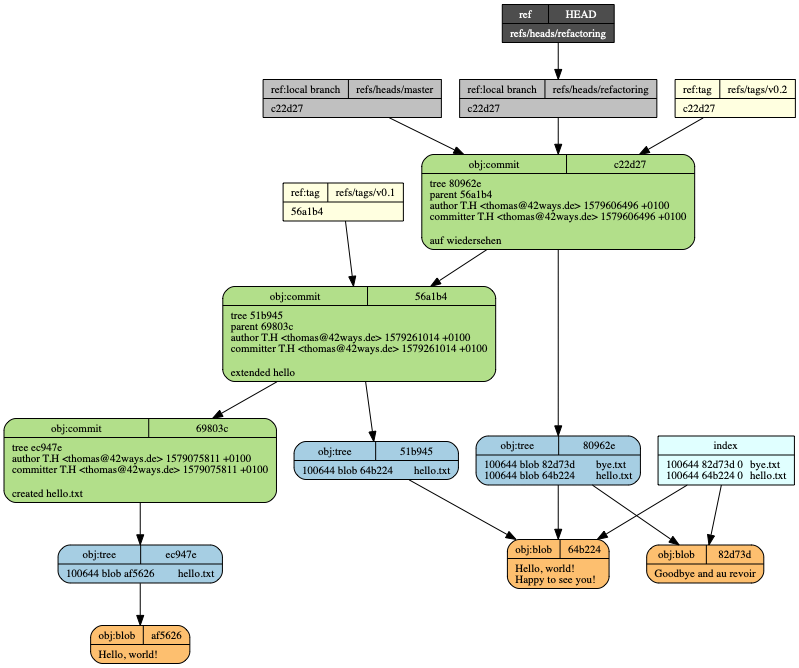 ref HEAD
refs/heads/refactoring
ref:local branch refs/heads/master
c22d27
ref:local branch refs/heads/refactoring
c22d27
ref:tag refs/tags/v0.2
c22d27
obj:commit c22d27
tree 80962e
parent 56a1b4
author T.H <thomas@42ways.de> 1579606496 +0100
committer T.H <thomas@42ways.de> 1579606496 +0100
auf wiedersehen
ref:tag refs/tags/v0.1
56a1b4
obj:commit 56a1b4
tree 51b945
parent 69803c
author T.H <thomas@42ways.de> 1579261014 +0100
committer T.H <thomas@42ways.de> 1579261014 +0100
extended hello
obj:commit 69803c
tree ec947e
author T.H <thomas@42ways.de> 1579075811 +0100
committer T.H <thomas@42ways.de> 1579075811 +0100
created hello.txt
obj:tree 51b945
100644 blob 64b224 hello.txt
obj:tree 80962e
100644 blob 82d73d bye.txt
100644 blob 64b224 hello.txt
index
100644 82d73d 0 bye.txt
100644 64b224 0 hello.txt
obj:tree ec947e
100644 blob af5626 hello.txt
obj:blob 64b224
Hello, world!
Happy to see you!
obj:blob 82d73d
Goodbye and au revoir
obj:blob af5626
Hello, world!